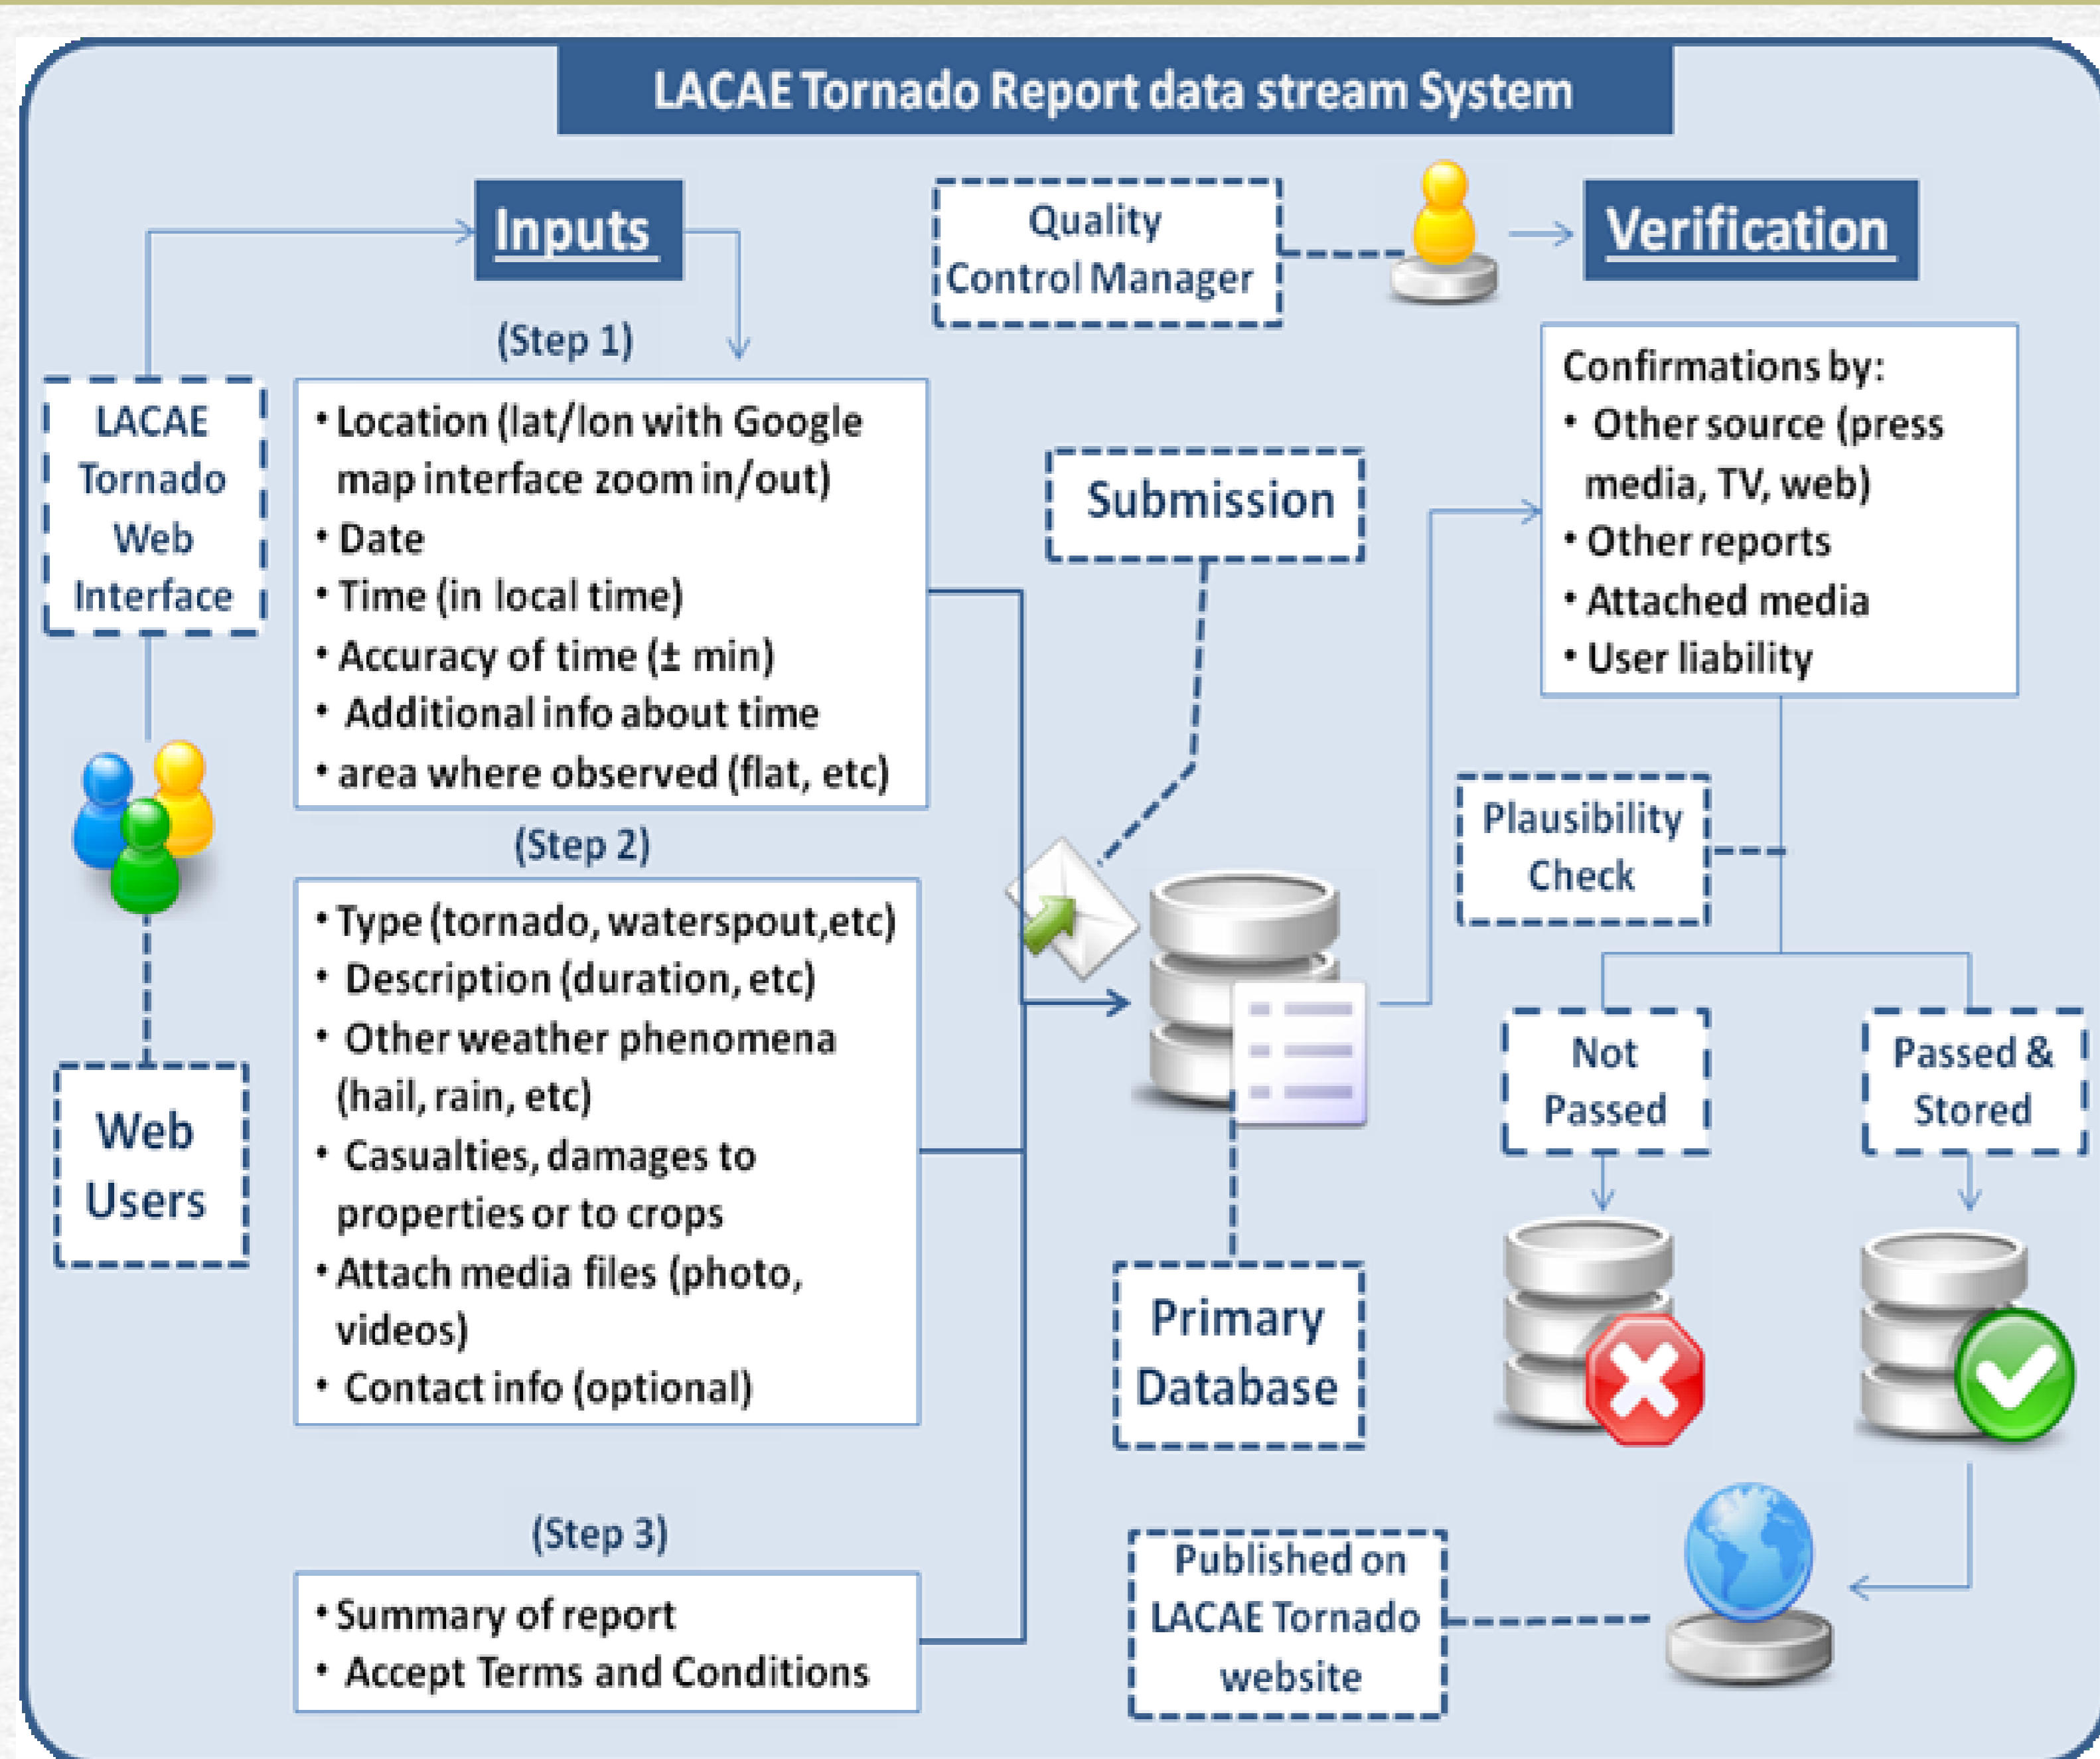 LACAE Tornado Report data stream System
Inputs
(Step 1)
LACAE
Tornado
Web
Interface
Web
Users
• Location (lat/lon with Google
map interface zoom in/out)
• Date
• Time (in local time)
• Accuracy of time (± min)
• Additional info about time
• area where observed (flat, etc)
(Step 2)
• Type (tornado, waterspout,etc)
• Description (duration, etc)
• Other weather phenomena
(hail, rain, etc)
• Casualties, damages to
properties or to crops
• Attach media files (photo,
videos)
• Contact info (optional)
(Step 3)
• Summary of report
• Accept Terms and Conditions
Submission
Primary
Database
Quality
Control Manager
Verification
Confirmations by:
• Other source (press
media, TV, web)
• Other reports
• Attached media
• User liability
Plausibility
Check
Not
Passed
Passed &
Stored
Published on
LACAE Tornado
website